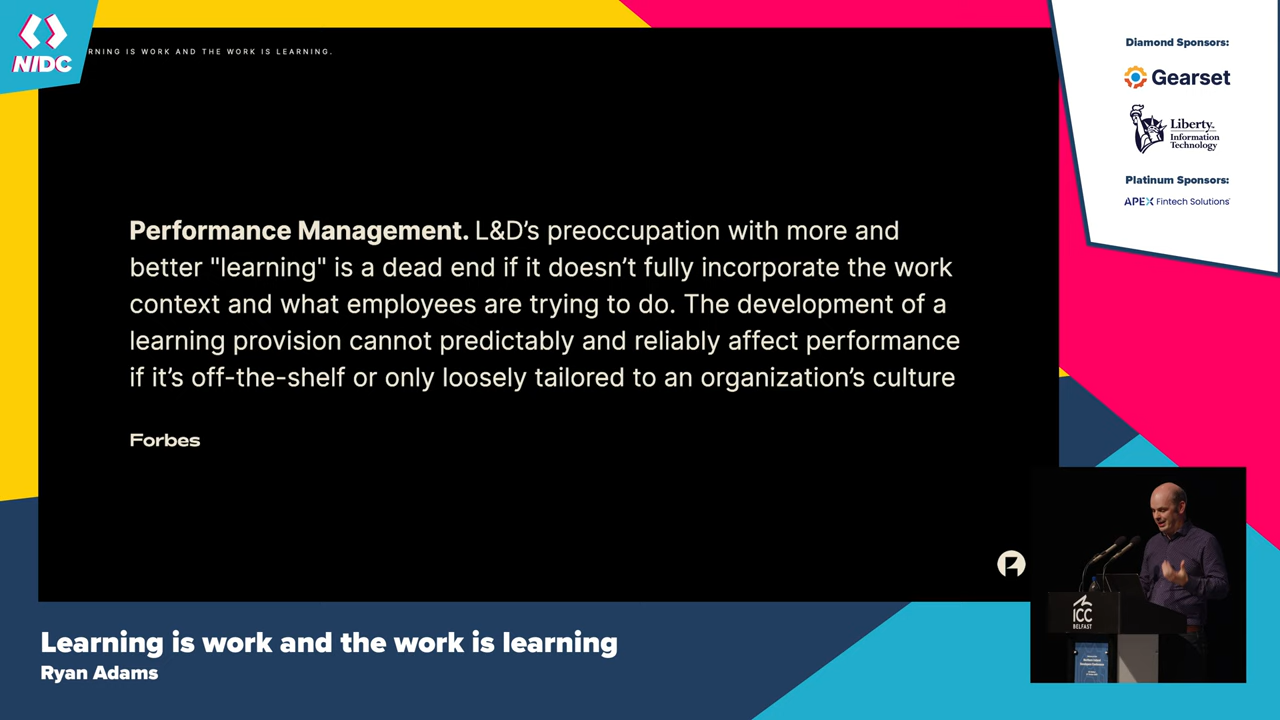 NIDC
RNING IS WORK AND THE WORK IS LEARNING.
Performance Management. L&D’s preoccupation with more and
better "learning" is a dead end if it doesn’t fully incorporate the work
context and what employees are trying to do. The development of a
learning provision cannot predictably and reliably affect performance
if it’s off-the-shelf or only loosely tailored to an organization’s culture
Forbes
Diamond Sponsors:
Gearset
Liberty
Information
Technology
Platinum Sponsors:
APEX Fintech Solutions
ICC
BELFAST
Learning is work and the work is learning
Ryan Adams